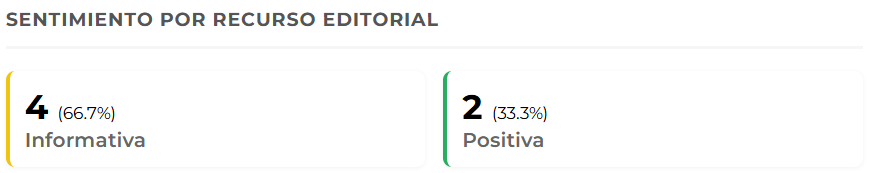 SENTIMIENTO POR RECURSO EDITORIAL
4 (66.7%)
Informativa
2 (33.3%)
Positiva